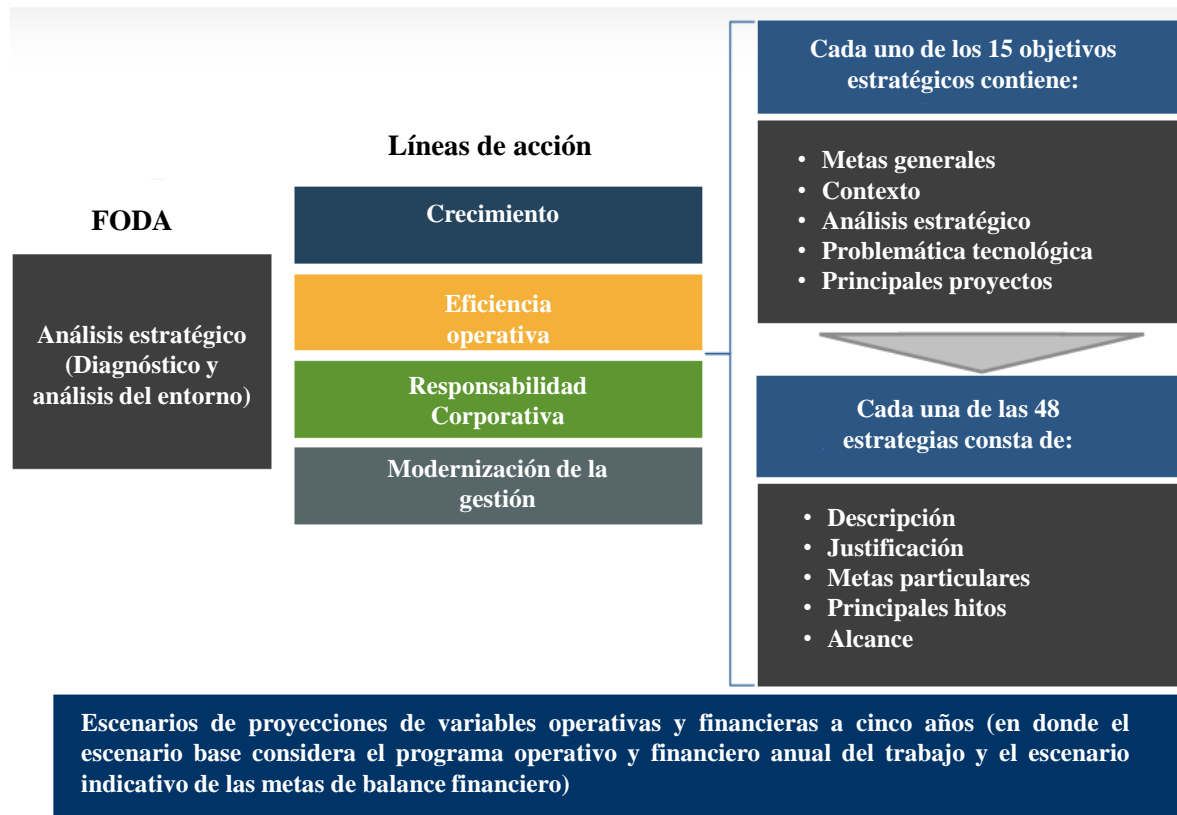 FODA
Análisis estratégico
(Diagnóstico y
análisis del entorno)
Líneas de acción
Crecimiento
Eficiencia
operativa
Responsabilidad
Corporativa
Modernización de la
gestión
Cada uno de los 15 objetivos
estratégicos contiene:
• Metas generales
• Contexto
• Análisis estratégico
• Problemática tecnológica
• Principales proyectos
Cada una de las 48
estrategias consta de:
• Descripción
• Justificación
• Metas particulares
• Principales hitos
• Alcance
Escenarios de proyecciones de variables operativas y financieras a cinco años (en donde el
escenario base considera el programa operativo y financiero anual del trabajo y el escenario
indicativo de las metas de balance financiero)